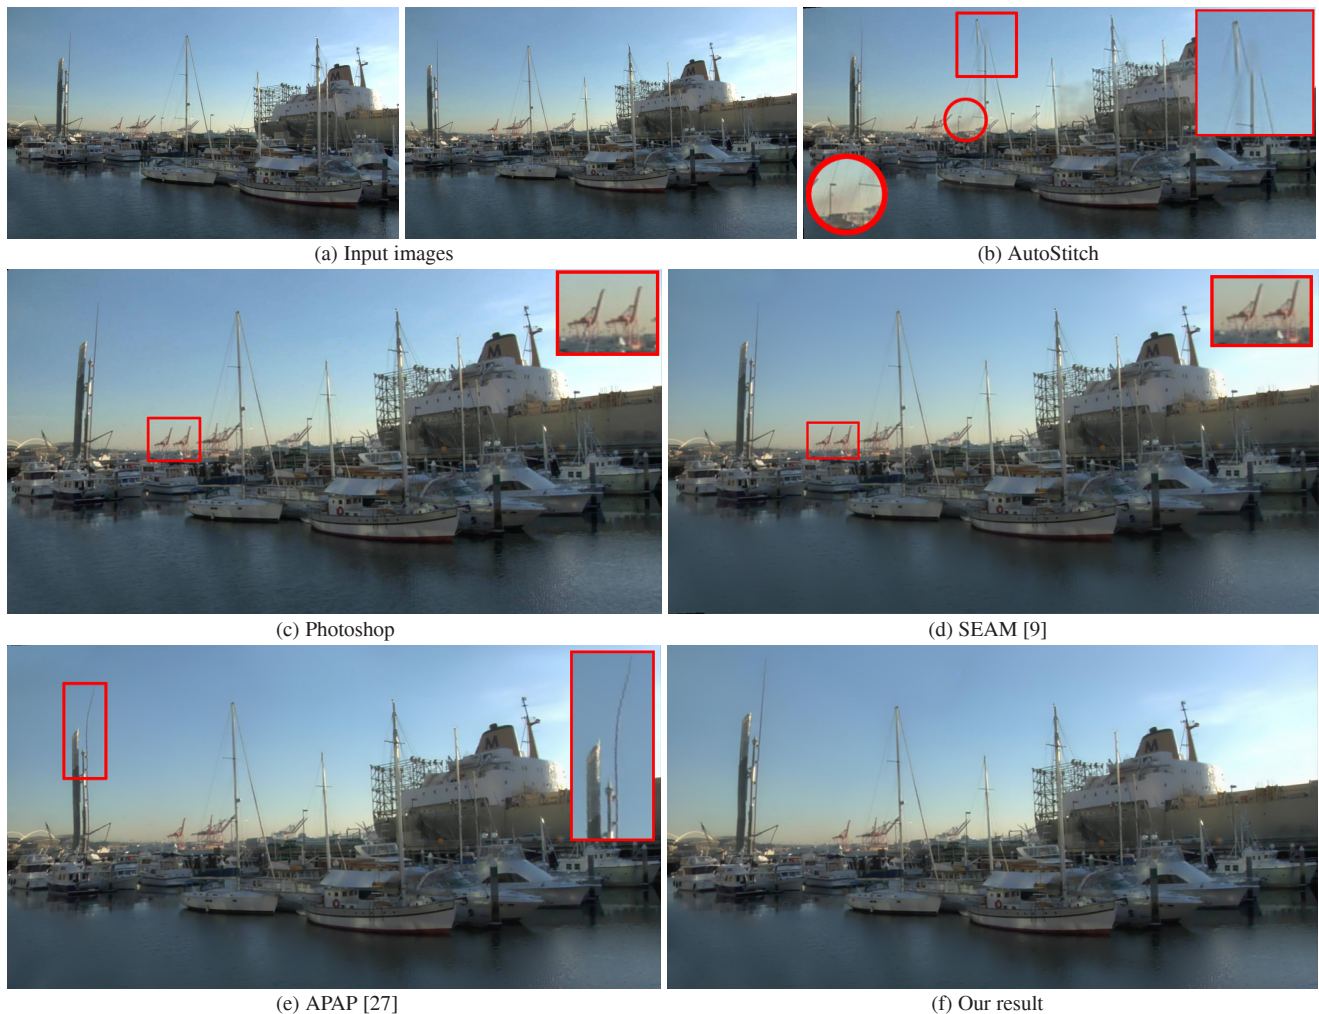 (a) Input images
(b) AutoStitch
(c) Photoshop
(d) SEAM [9]
(e) APAP [27]
(f) Our result
M
M
M
M
M
M
M